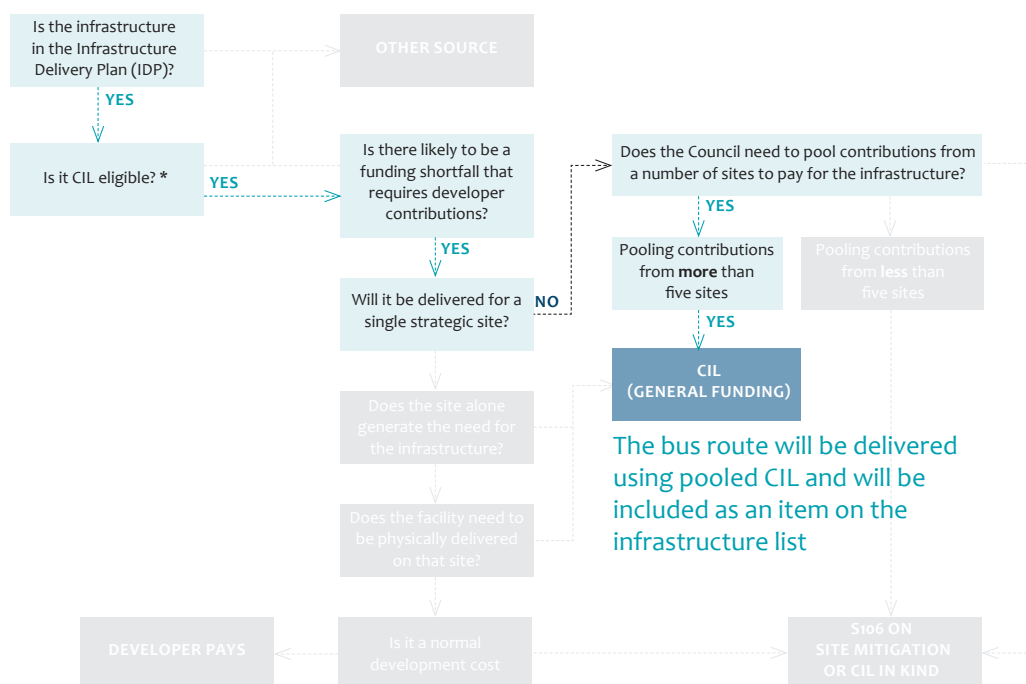 Is the infrastructure
in the Infrastructure
Delivery Plan (IDP)?
OTHER SOURCE
YES
Is it CIL eligible? *
YES
Is there likely to be a
funding shortfall that
requires developer
contributions?
Does the Council need to pool contributions from
a number of sites to pay for the infrastructure?
YES
YES
Pooling contributions
from more than
five sites
Pooling contributions
from less than
five sites
Will it be delivered for a
single strategic site?
NO
YES
CIL
(GENERAL FUNDING)
Does the site alone
generate the need for
the infrastructure?
The bus route will be delivered
using pooled CIL and will be
included as an item on the
infrastructure list
Does the facility need to
be physically delivered
on that site?
DEVELOPER PAYS
Is it a normal
development cost
S106 ON
SITE MITIGATION
OR CIL IN KIND